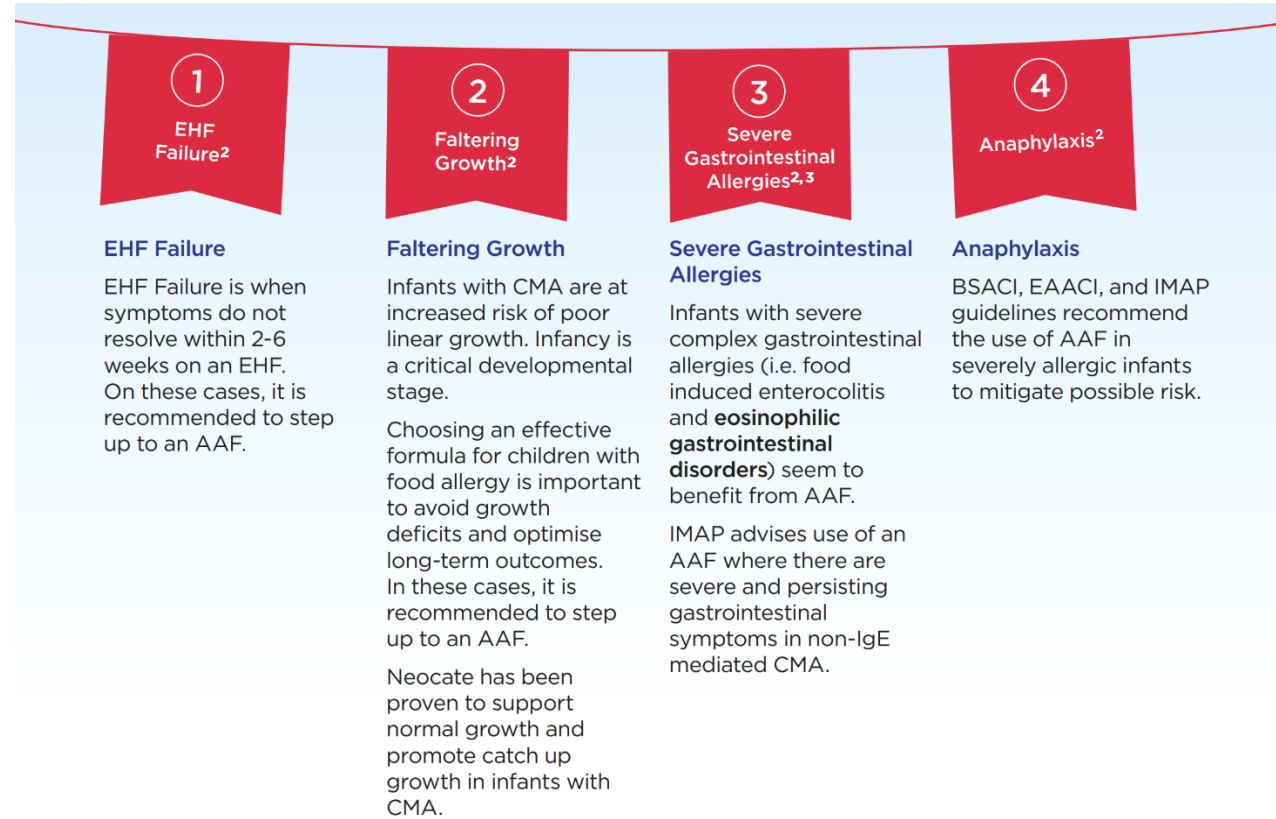 1
EHF
Failure2
2
Faltering
Growth2
3
Severe
Gastrointestinal
Allergies2,3
4
Anaphylaxis2
EHF Failure
EHF Failure is when
symptoms do not
resolve within 2-6
weeks on an EHF.
On these cases, it is
recommended to step
up to an AAF.
Faltering Growth
Infants with CMA are at
increased risk of poor
linear growth. Infancy is
a critical developmental
stage.
Choosing an effective
formula for children with
food allergy is important
to avoid growth
deficits and optimise
long-term outcomes.
In these cases, it is
recommended to step
up to an AAF.
Neocate has been
proven to support
normal growth and
promote catch up
growth in infants with
CMA.
Severe Gastrointestinal
Allergies
Infants with severe
complex gastrointestinal
allergies (i.e. food
induced enterocolitis
and eosinophilic
gastrointestinal
disorders) seem to
benefit from AAF.
IMAP advises use of an
AAF where there are
severe and persisting
gastrointestinal
symptoms in non-IgE
mediated CMA.
Anaphylaxis
BSACI, EAACI, and IMAP
guidelines recommend
the use of AAF in
severely allergic infants
to mitigate possible risk.